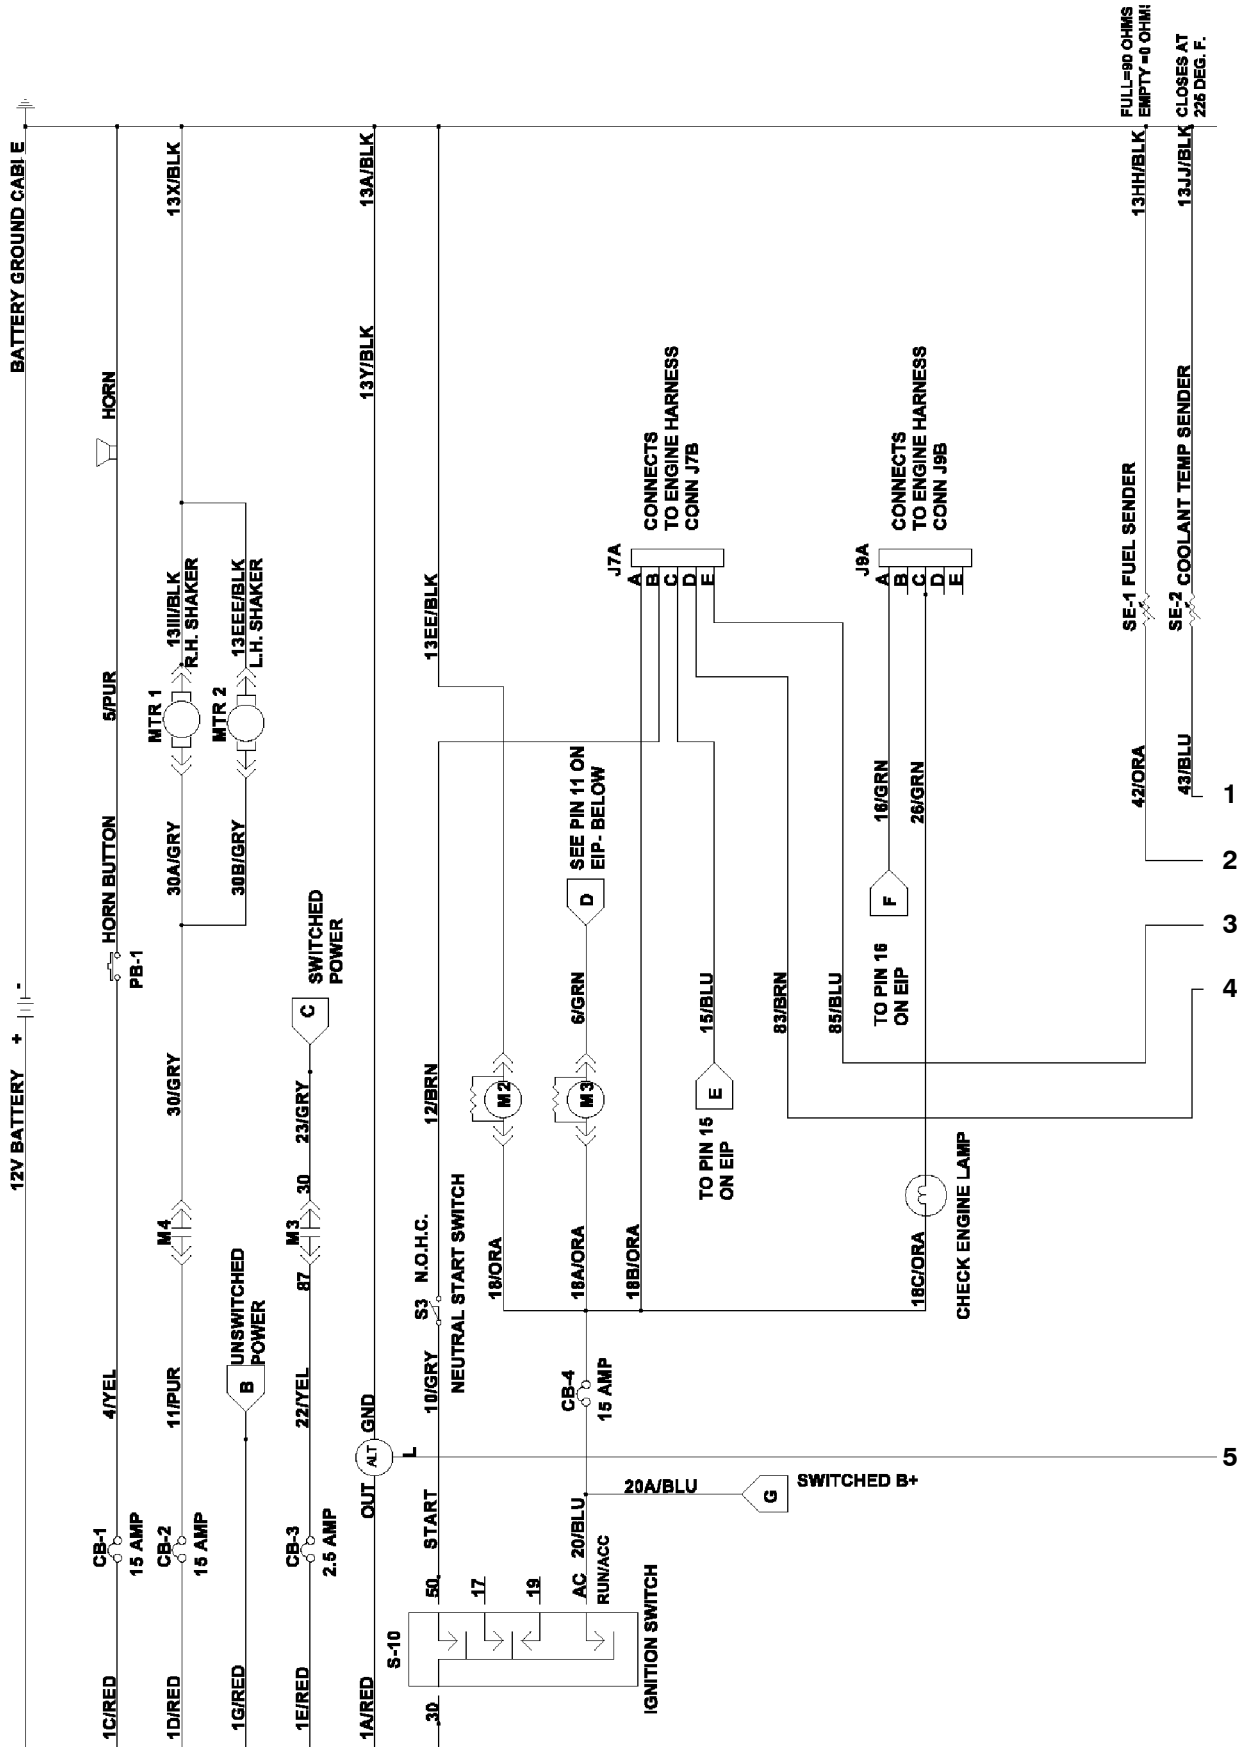 12V BATTERY + -
BATTERY GROUND CABLE
1C/RED
CB-1
15 AMP
4/YEL
PB-1
HORN BUTTON
5/PUR
HORN
1D/RED
CB-2
15 AMP
11/PUR
M4
30/GRY
30A/GRY
MTR 1
13III/BLK
R.H. SHAKER
13X/BLK
30B/GRY
MTR 2
13EEE/BLK
L.H. SHAKER
1G/RED
B
UNSWITCHED
POWER
1E/RED
CB-3
2.5 AMP
22/YEL
87
M3
30
23/GRY
C
SWITCHED
POWER
1A/RED
OUT
ALT
GND
L
13Y/BLK
13A/BLK
30
S-10
IGNITION SWITCH
50
17
19
AC
RUN/ACC
START
10/GRY
S3
N.O.H.C.
NEUTRAL START SWITCH
12/BRN
13EE/BLK
20/BLU
20A/BLU
G
SWITCHED B+
CB-4
15 AMP
18/ORA
M2
18A/ORA
M3
6/GRN
D
SEE PIN 11 ON
EIP- BELOW
18B/ORA
TO PIN 15
ON EIP
E
15/BLU
83/BRN
85/BLU
J7A
A
B
C
D
E
CONNECTS
TO ENGINE HARNESS
CONN J7B
18C/ORA
CHECK ENGINE LAMP
TO PIN 16
ON EIP
F
16/GRN
26/GRN
J9A
A
B
C
D
E
CONNECTS
TO ENGINE HARNESS
CONN J9B
42/ORA
SE-1 FUEL SENDER
13HH/BLK
FULL=90 OHMS
EMPTY =0 OHMS
43/BLU
SE-2 COOLANT TEMP SENDER
13JJ/BLK
CLOSES AT
225 DEG. F.
1
2
3
4
5